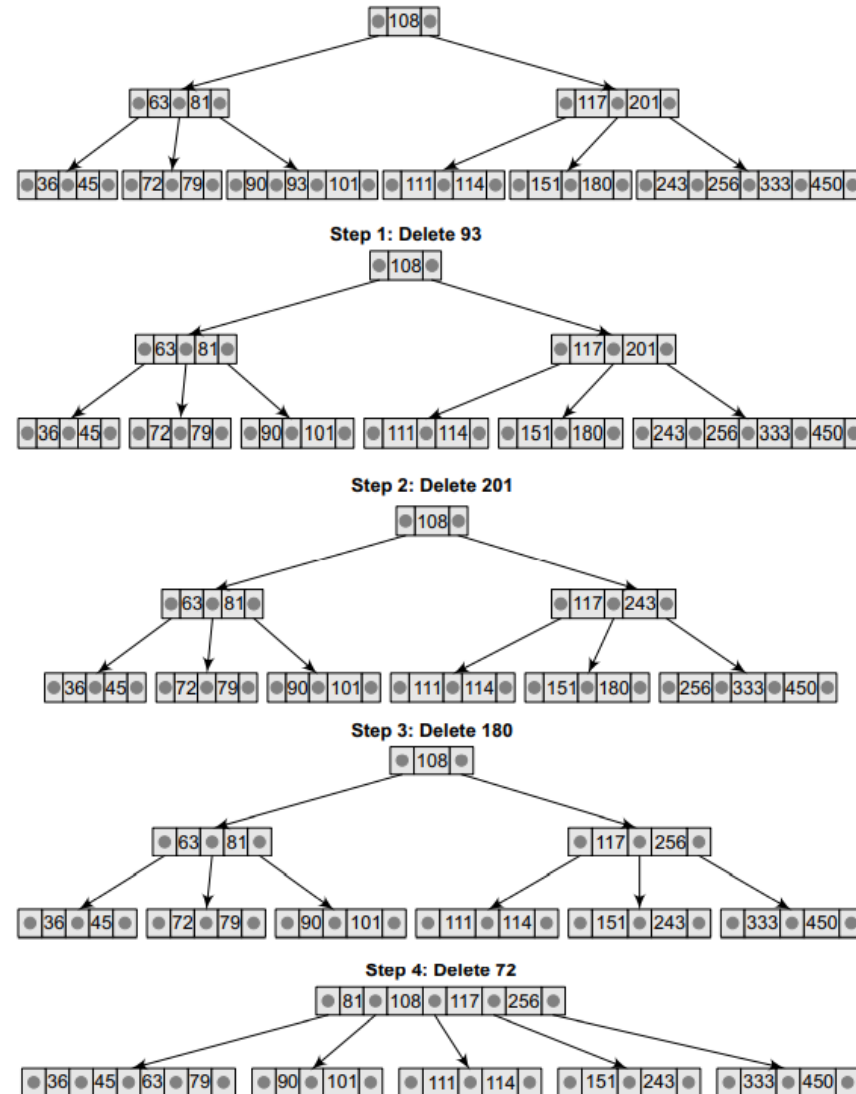 108
63 81 117 201
36 45 72 79 90 93 101 111 114 151 180 243 256 333 450
Step 1: Delete 93
108
63 81 117 201
36 45 72 79 90 101 111 114 151 180 243 256 333 450
Step 2: Delete 201
108
63 81 117 243
36 45 72 79 90 101 111 114 151 180 256 333 450
Step 3: Delete 180
108
63 81 117 256
36 45 72 79 90 101 111 114 151 243 333 450
Step 4: Delete 72
81 108 117 256
36 45 63 79 90 101 111 114 151 243 333 450